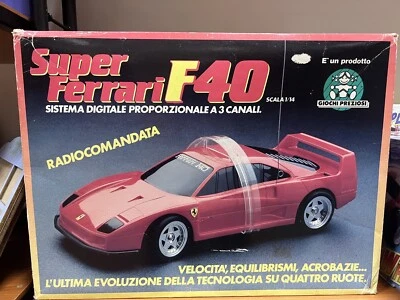 Super
Ferrari F40
SCALA 1/14
SISTEMA DIGITALE PROPORZIONALE A 3 CANALI.
E' un prodotto
GIOCHI PREZIOSI
RADIOCOMANDATA
VELOCITA', EQUILIBRISMI, ACROBAZIE...
L'ULTIMA EVOLUZIONE DELLA TECNOLOGIA SU QUATTRO RUOTE.